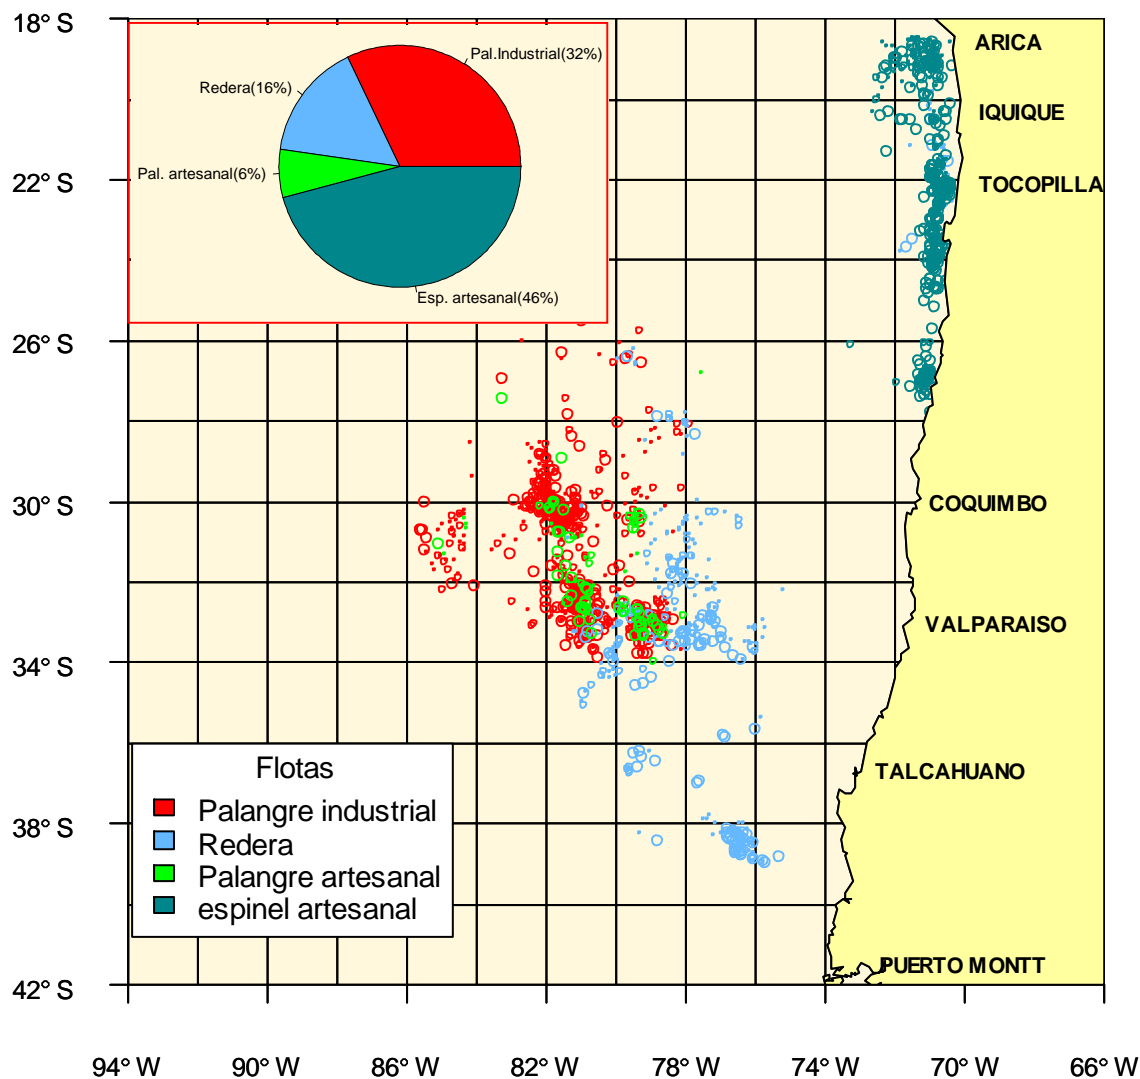 18° S
ARICA
Pal.Industrial(32%)
Redera(16%)
IQUIQUE
Pal. artesanal(6%)
22° S
TOCOPILLA
Esp. artesanal(46%)
26° S
30° S
COQUIMBO
VALPARAISO
34° S
Flotas
TALCAHUANO
Palangre industrial
38° S
Redera
Palangre artesanal
espinel artesanal
PUERTO MONTT
42° S
94° W 90° W 86° W 82° W 78° W 74° W 70° W 66° W